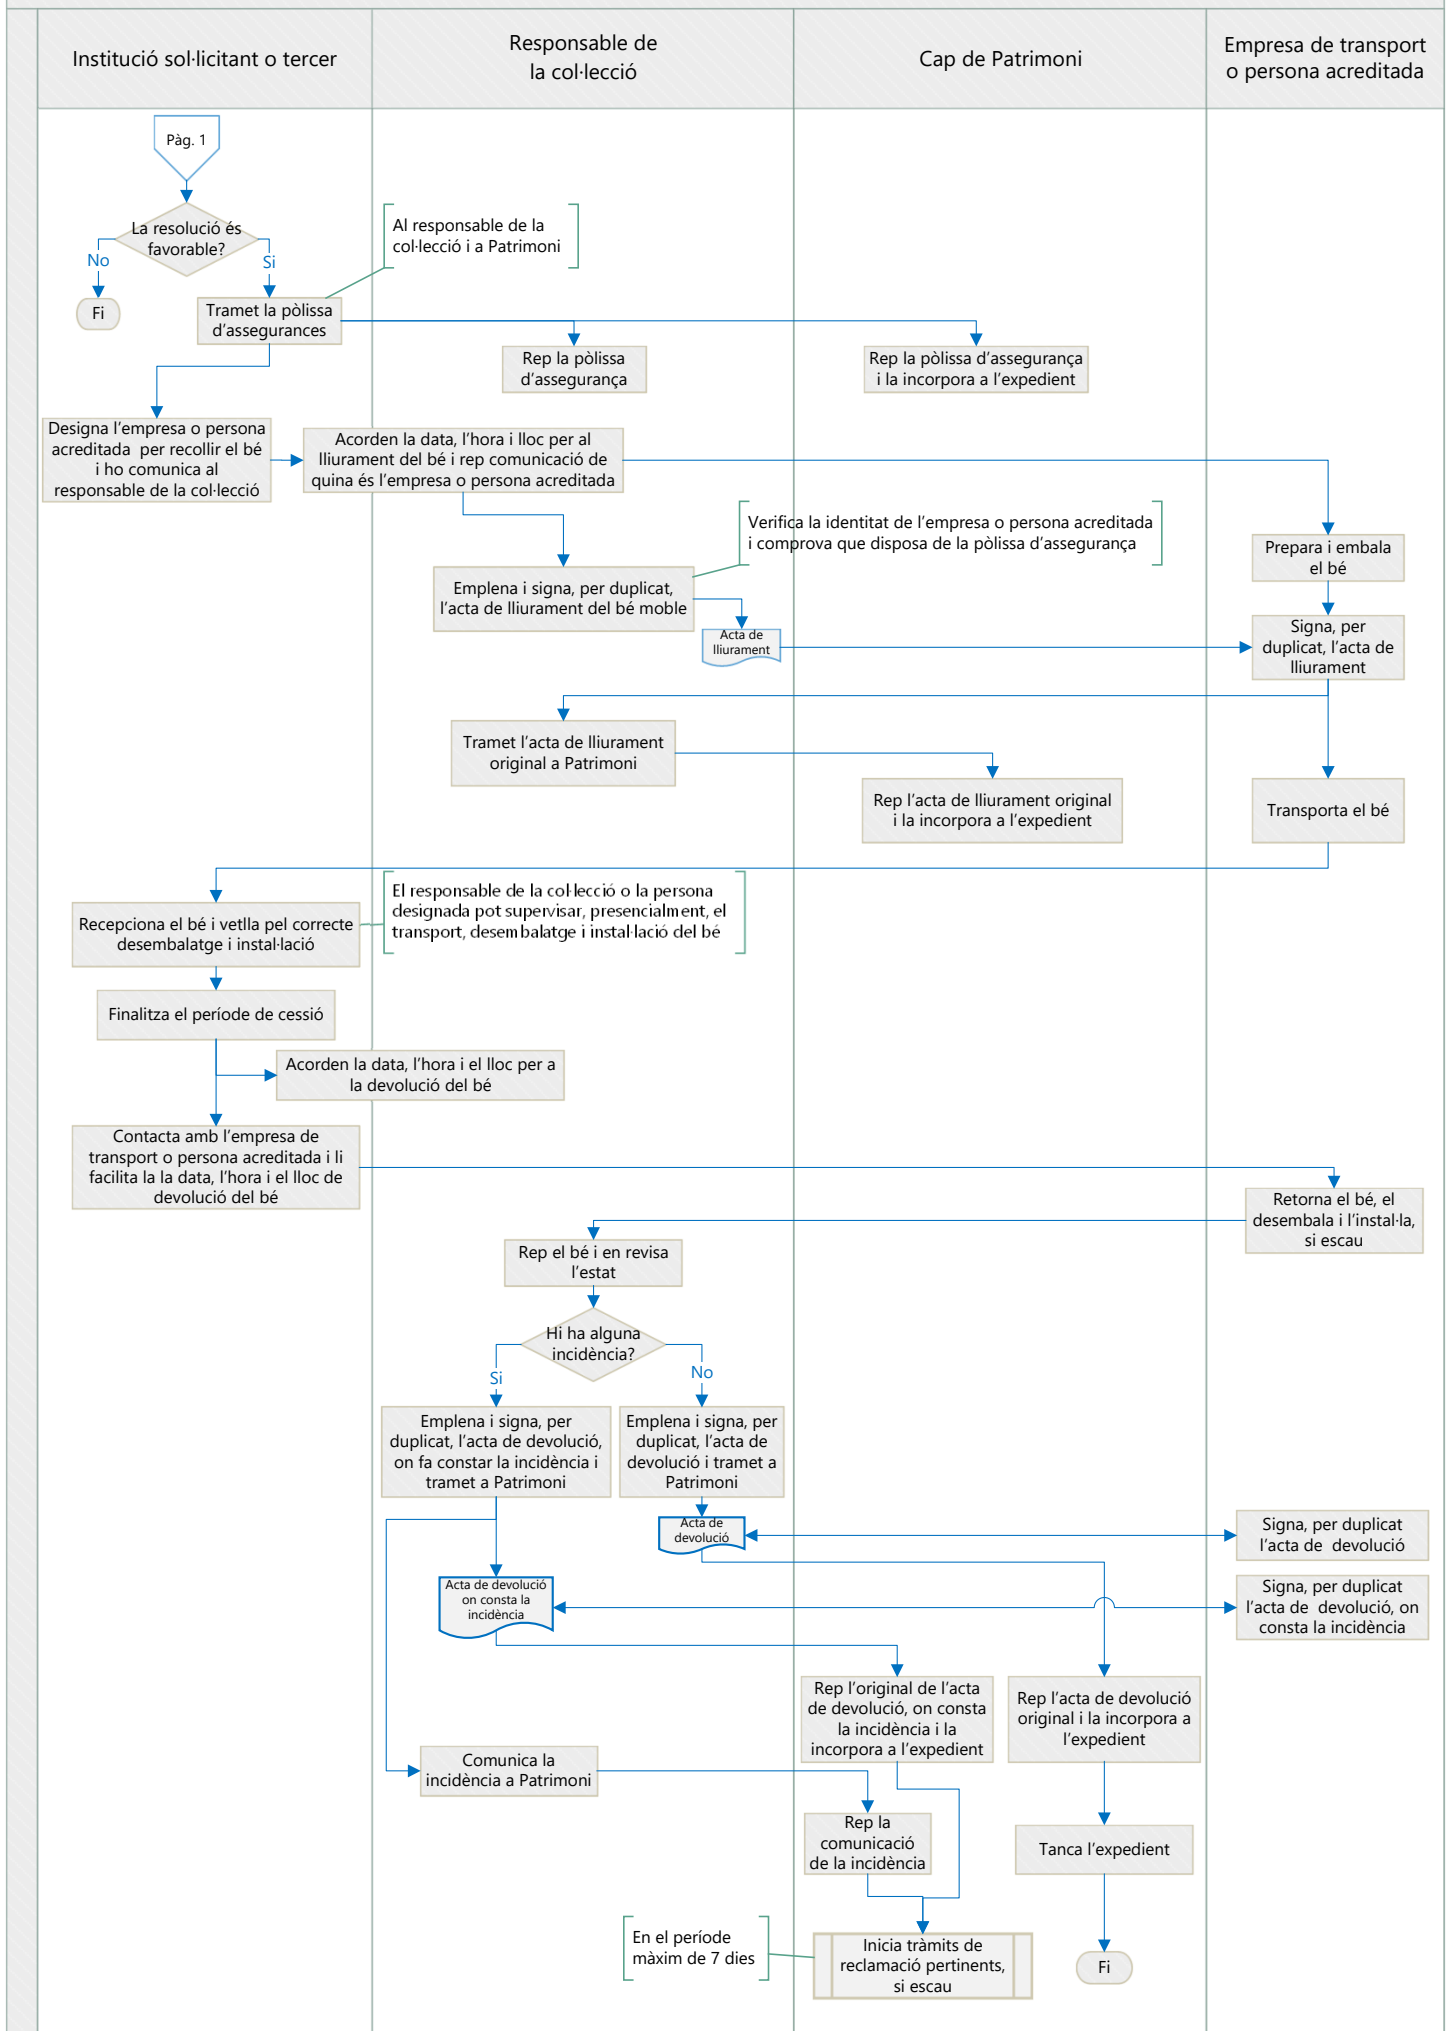 Institució sol·licitant o tercer
Responsable de
la col·lecció
Cap de Patrimoni
Empresa de transport
o persona acreditada
Pàg. 1
La resolució és
favorable?
No
Si
Fi
Al responsable de la
col·lecció i a Patrimoni
Tramet la pòlissa
d'assegurances
Rep la pòlissa
d'assegurança
Rep la pòlissa d'assegurança
i la incorpora a l'expedient
Designa l'empresa o persona
acreditada per recollir el bé
i ho comunica al
responsable de la col·lecció
Acorden la data, l'hora i lloc per al
lliurament del bé i rep comunicació de
quina és l'empresa o persona acreditada
Verifica la identitat de l'empresa o persona acreditada
i comprova que disposa de la pòlissa d'assegurança
Prepara i embala
el bé
Emplena i signa, per duplicat,
l'acta de lliurament del bé moble
Acta de
lliurament
Signa, per
duplicat, l'acta de
lliurament
Tramet l'acta de lliurament
original a Patrimoni
Rep l'acta de lliurament original
i la incorpora a l'expedient
Transporta el bé
El responsable de la col·lecció o la persona
designada pot supervisar, presencialment, el
transport, desembalatge i instal·lació del bé
Recepciona el bé i vetlla pel correcte
desembalatge i instal·lació
Finalitza el període de cessió
Acorden la data, l'hora i el lloc per a
la devolució del bé
Contacta amb l'empresa de
transport o persona acreditada i li
facilita la la data, l'hora i el lloc de
devolució del bé
Retorna el bé, el
desembala i l'instal·la,
si escau
Rep el bé i en revisa
l'estat
Hi ha alguna
incidència?
Si
No
Emplena i signa, per
duplicat, l'acta de devolució,
on fa constar la incidència i
tramet a Patrimoni
Emplena i signa, per
duplicat, l'acta de
devolució i tramet a
Patrimoni
Acta de
devolució
Signa, per duplicat
l'acta de devolució
Acta de devolució
on consta la
incidència
Signa, per duplicat
l'acta de devolució, on
consta la incidència
Rep l'original de l'acta
de devolució, on consta
la incidència i la
incorpora a l'expedient
Rep l'acta de devolució
original i la incorpora a
l'expedient
Comunica la
incidència a Patrimoni
Rep la
comunicació
de la incidència
Tanca l'expedient
En el període
màxim de 7 dies
Inicia tràmits de
reclamació pertinents,
si escau
Fi